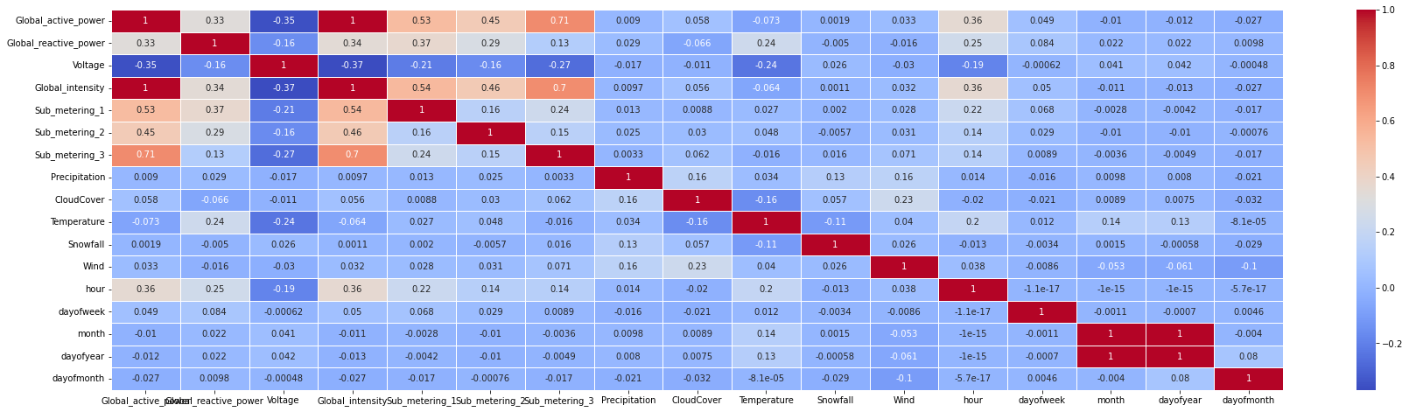 Global_active_power 1 0.33 -0.35 1 0.53 0.45 0.71 0.009 0.058 -0.073 0.0019 0.033 0.36 0.049 -0.01 -0.012 -0.027
Global_reactive_power 0.33 1 -0.16 0.34 0.37 0.29 0.13 0.029 -0.066 0.24 -0.005 -0.016 0.25 0.084 0.022 0.022 0.0098
Voltage -0.35 -0.16 1 -0.37 -0.21 -0.16 -0.27 -0.017 -0.011 -0.24 0.026 -0.03 -0.19 -0.00062 0.041 0.042 -0.00048
Global_intensity 1 0.34 -0.37 1 0.54 0.46 0.7 0.0097 0.056 -0.064 0.0011 0.032 0.36 0.05 -0.011 -0.013 -0.027
Sub_metering_1 0.53 0.37 -0.21 0.54 1 0.16 0.24 0.013 0.0088 0.027 0.002 0.028 0.22 0.068 -0.0028 -0.0042 -0.017
Sub_metering_2 0.45 0.29 -0.16 0.46 0.16 1 0.15 0.025 0.03 0.048 -0.0057 0.031 0.14 0.029 -0.01 -0.01 -0.00076
Sub_metering_3 0.71 0.13 -0.27 0.7 0.24 0.15 1 0.0033 0.062 -0.016 0.016 0.071 0.14 0.0089 -0.0036 -0.0049 -0.017
Precipitation 0.009 0.029 -0.017 0.0097 0.013 0.025 0.0033 1 0.16 0.034 0.13 0.16 0.014 -0.016 0.0098 0.008 -0.021
CloudCover 0.058 -0.066 -0.011 0.056 0.0088 0.03 0.062 0.16 1 -0.16 0.057 0.23 -0.02 -0.021 0.0089 0.0075 -0.032
Temperature -0.073 0.24 -0.24 -0.064 0.027 0.048 -0.016 0.034 -0.16 1 -0.11 0.04 0.2 0.012 0.14 0.13 -8.1e-05
Snowfall 0.0019 -0.005 0.026 0.0011 0.002 -0.0057 0.016 0.13 0.057 -0.11 1 0.026 -0.013 -0.0034 0.0015 -0.00058 -0.029
Wind 0.033 -0.016 -0.03 0.032 0.028 0.031 0.071 0.16 0.23 0.04 0.026 1 0.038 -0.0086 -0.053 -0.061 -0.1
hour 0.36 0.25 -0.19 0.36 0.22 0.14 0.14 0.014 -0.02 0.2 -0.013 0.038 1 -1.1e-17 -1e-15 -1e-15 -5.7e-17
dayofweek 0.049 0.084 -0.00062 0.05 0.068 0.029 0.0089 -0.016 -0.021 0.012 -0.0034 -0.0086 -1.1e-17 1 -0.0011 -0.0007 0.0046
month -0.01 0.022 0.041 -0.011 -0.0028 -0.01 -0.0036 0.0098 0.0089 0.14 0.0015 -0.053 -1e-15 -0.0011 1 1 -0.004
dayofyear -0.012 0.022 0.042 -0.013 -0.0042 -0.01 -0.0049 0.008 0.0075 0.13 -0.00058 -0.061 -1e-15 -0.0007 1 1 0.08
dayofmonth -0.027 0.0098 -0.00048 -0.027 -0.017 -0.00076 -0.017 -0.021 -0.032 -8.1e-05 -0.029 -0.1 -5.7e-17 0.0046 -0.004 0.08 1
Global_active_power Global_reactive_power Voltage Global_intensity Sub_metering_1 Sub_metering_2 Sub_metering_3 Precipitation CloudCover Temperature Snowfall Wind hour dayofweek month dayofyear dayofmonth
1.0
0.8
0.6
0.4
0.2
0.0
−0.2